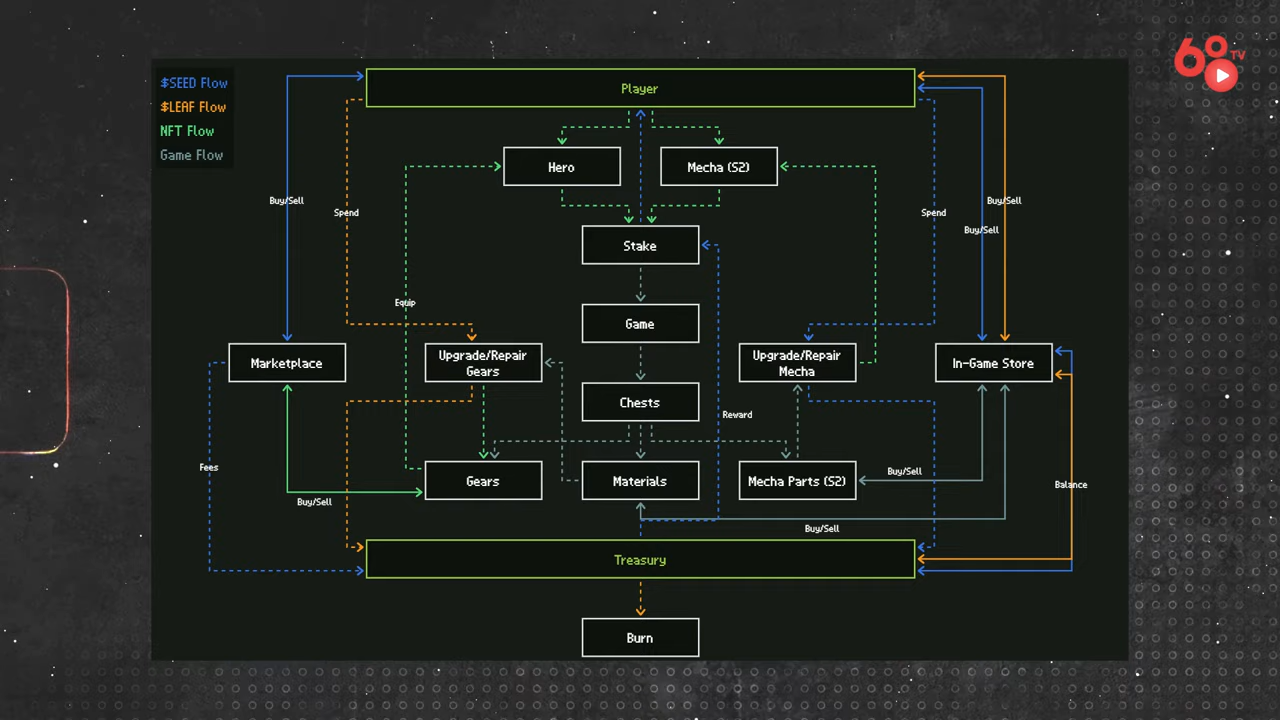 60
TV
$SEED Flow
$LEAF Flow
NFT Flow
Game Flow
Player
Hero
Mecha (S2)
Buy/Sell
Spend
Spend
Buy/Sell
Buy/Sell
Stake
Equip
Game
Marketplace
Upgrade/Repair
Gears
Upgrade/Repair
Mecha
In-Game Store
Chests
Reward
Fees
Gears
Materials
Mecha Parts (S2)
Buy/Sell
Balance
Buy/Sell
Buy/Sell
Treasury
Burn